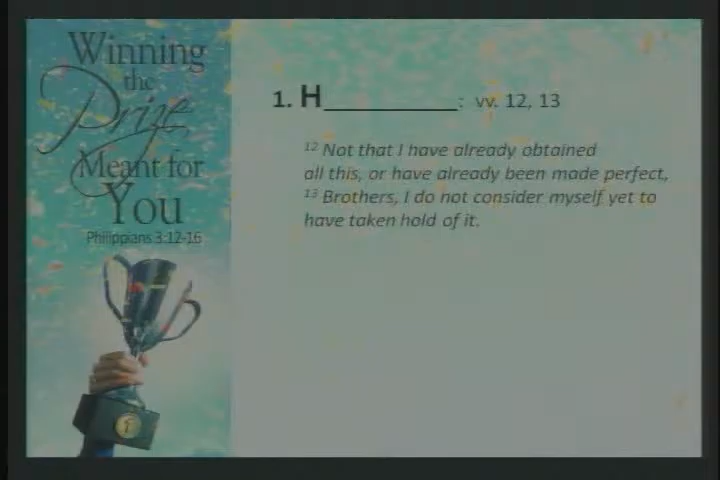 Winning
the
Prize
Meant for
You
Philippians 3:12-16
1. H____________: vv. 12, 13
12 Not that I have already obtained
all this, or have already been made perfect,
13 Brothers, I do not consider myself yet to
have taken hold of it.